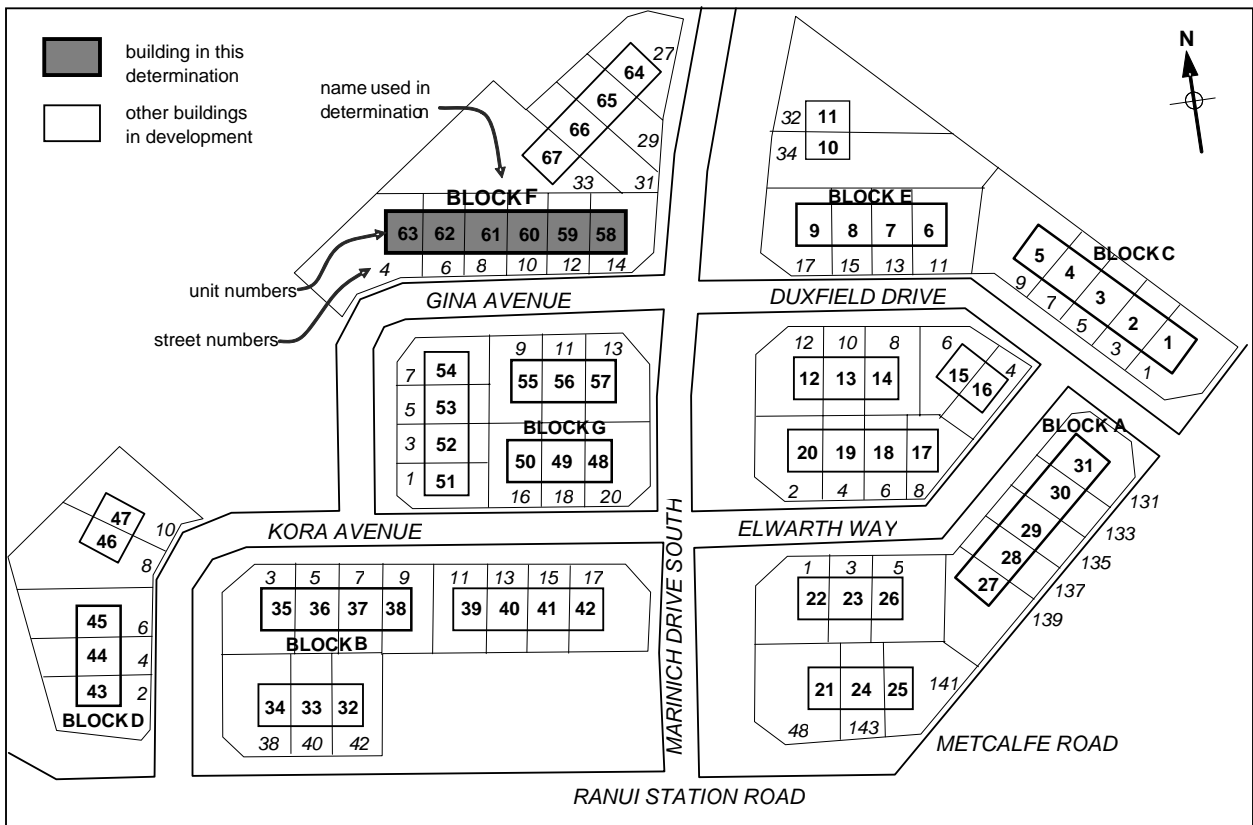 building in this
determination
other buildings
in development
name used in
determination
unit numbers
street numbers
N
27
64
65
66
67
29
31
33
BLOCK F
63 62 61 60 59 58
4 6 8 10 12 14
GINA AVENUE
32 11
34 10
BLOCK E
9 8 7 6
17 15 13 11
DUXFIELD DRIVE
BLOCK C
5 4 3 2 1
9 7 5 3 1
7 54
5 53
3 52
1 51
9 11 13
55 56 57
BLOCK G
50 49 48
16 18 20
12 10 8 6 4
12 13 14 15 16
20 19 18 17
2 4 6 8
BLOCK A
31
30
29
28
27
131
133
135
137
139
KORA AVENUE
ELWARTH WAY
MARINICH DRIVE SOUTH
47 10
46 8
45 6
44 4
43 2
BLOCK D
3 5 7 9 11 13 15 17
35 36 37 38 39 40 41 42
BLOCK B
34 33 32
38 40 42
1 3 5
22 23 26
21 24 25
48 143 141
METCALFE ROAD
RANUI STATION ROAD